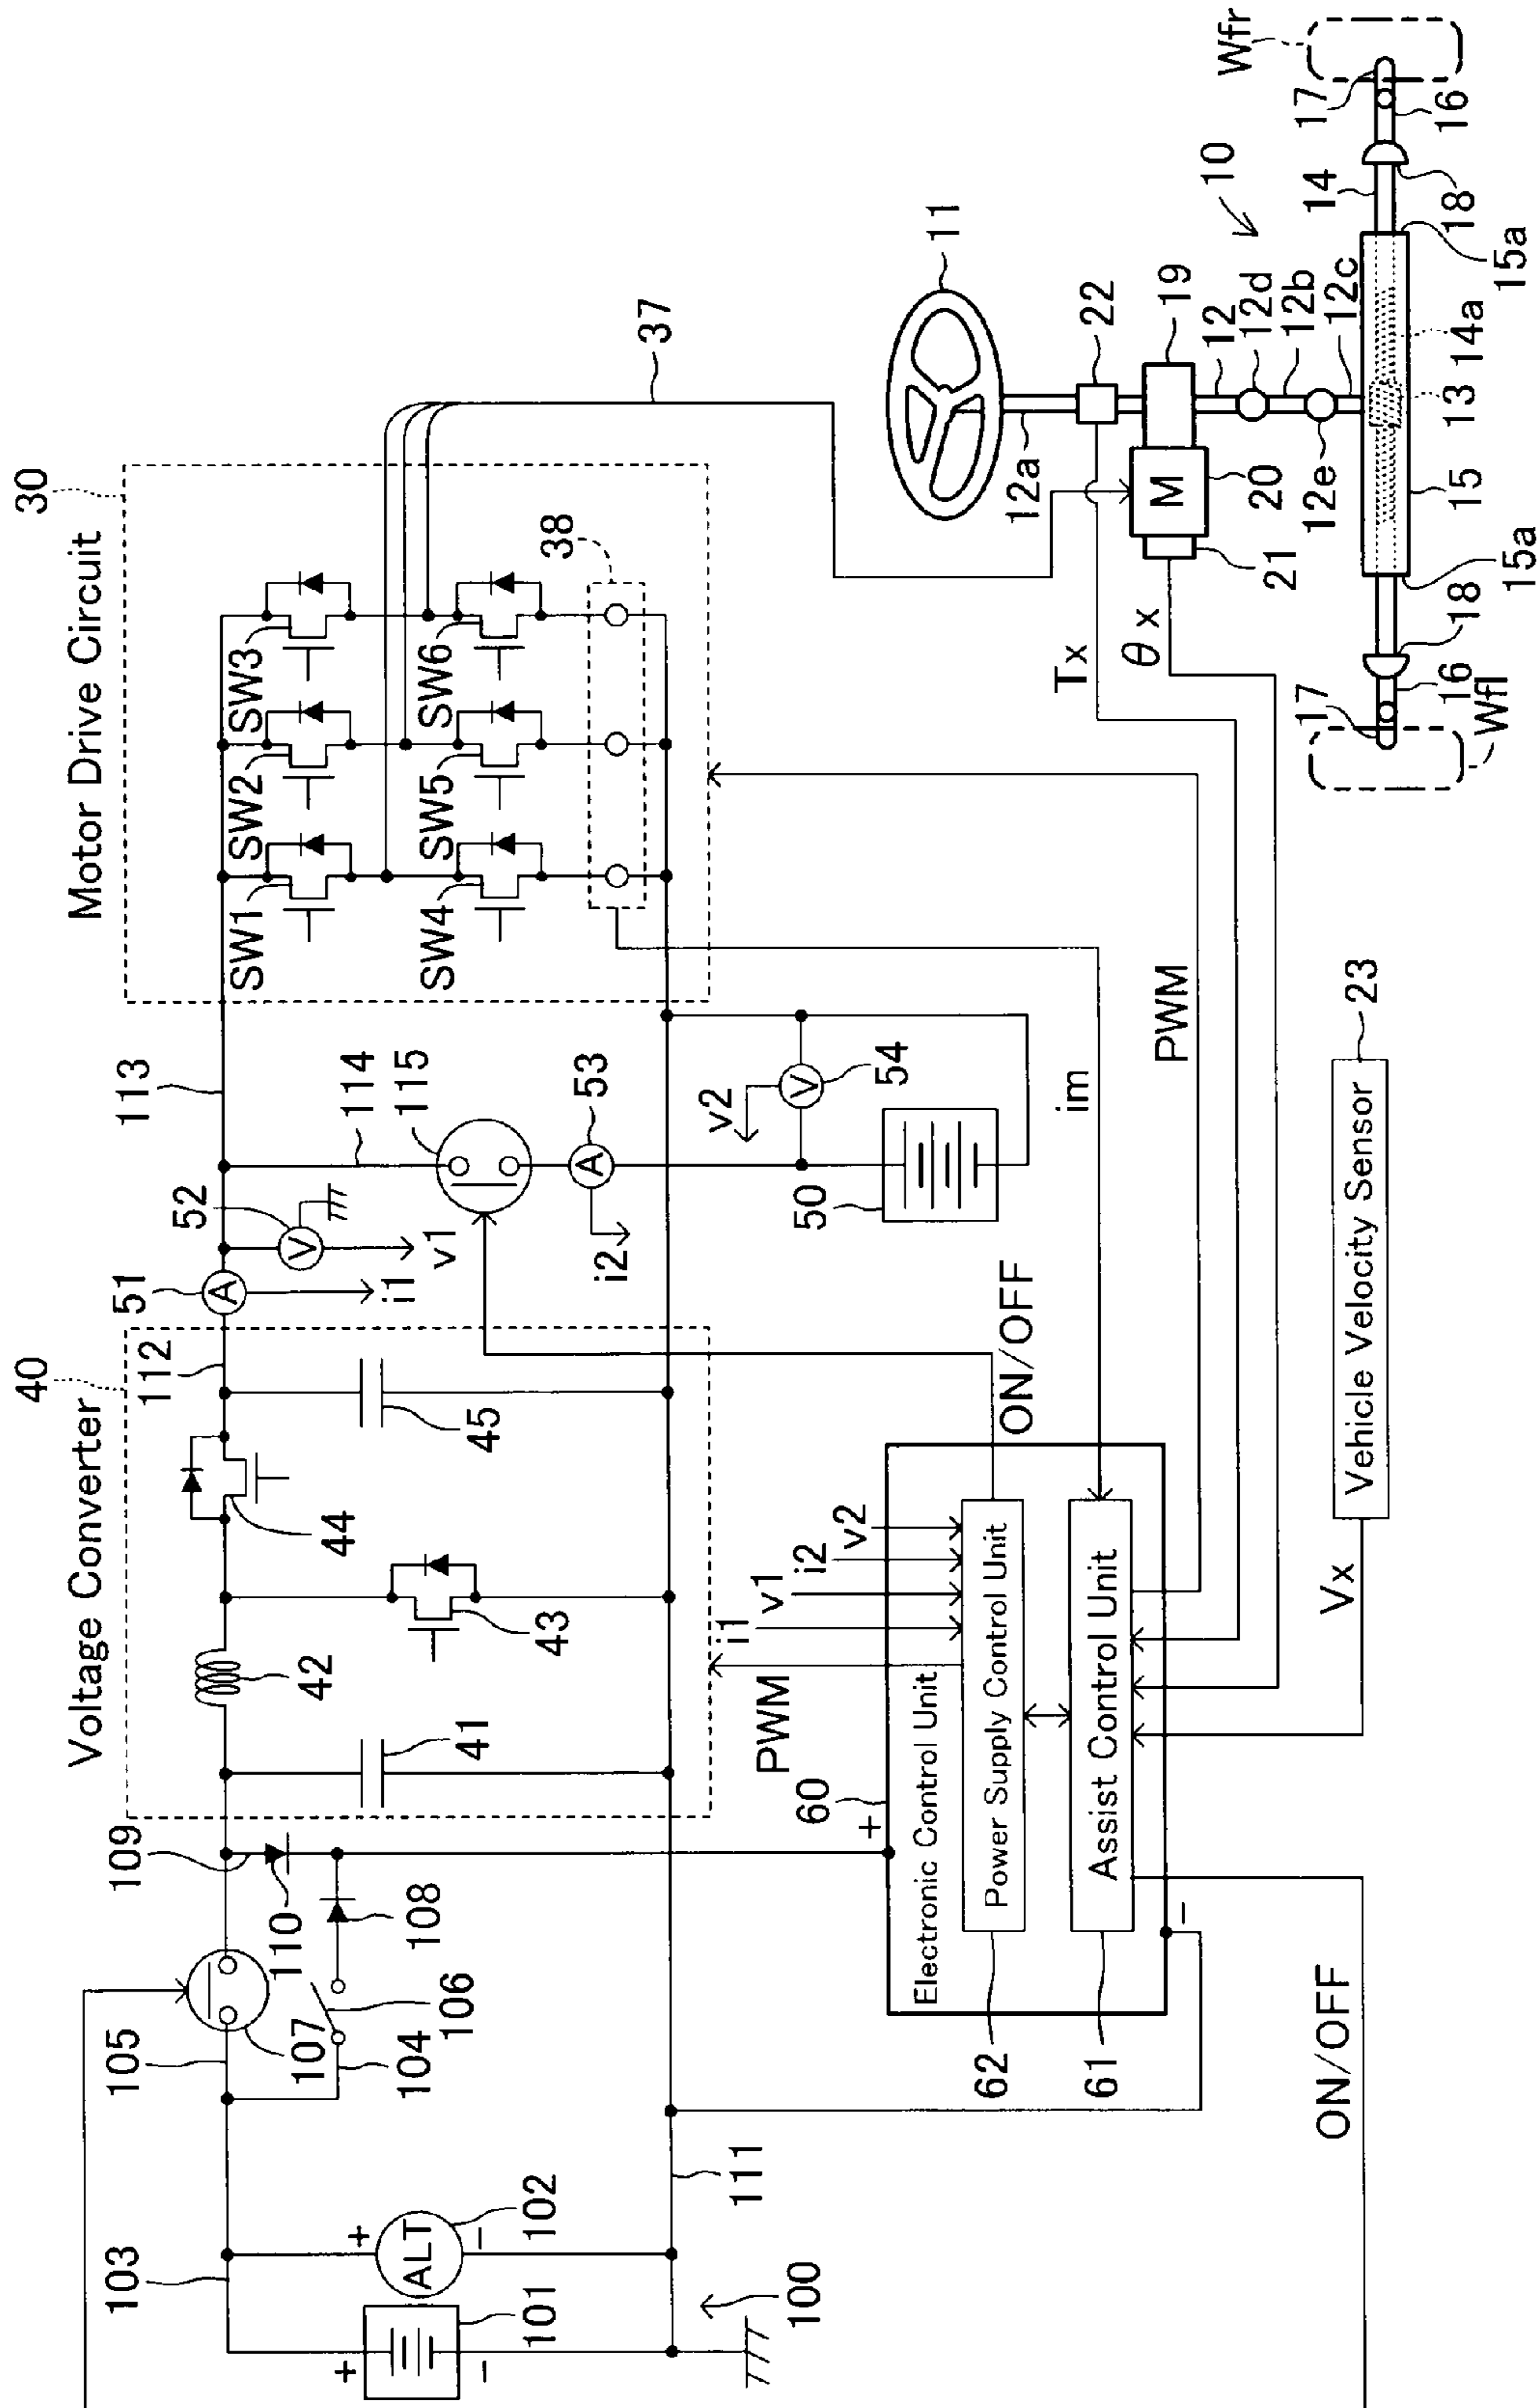 Voltage Converter
40
Motor Drive Circuit
30
103
105
109
112
51
52
113
107
110
108
106
104
41
42
43
44
45
i1
v1
114
115
53
i2
v2
V
54
50
A
V
A
SW1
SW2
SW3
SW4
SW5
SW6
38
37
+
−
101
+
ALT
−
102
100
111
PWM
60
+
−
Electronic Control Unit
Power Supply Control Unit
Assist Control Unit
62
61
i1
v1
i2
v2
ON/OFF
im
PWM
ON/OFF
Vx
Vehicle Velocity Sensor
23
Tx
θx
11
12a
22
19
M
20
21
12
12d
12b
12e
12c
10
13
14a
14
15
15a
15a
16
16
17
17
18
18
Wfl
Wfr